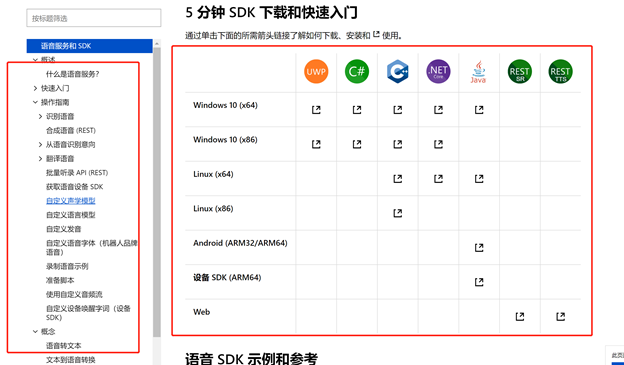 按标题筛选
语音服务和 SDK
概述
什么是语音服务?
快速入门
操作指南
识别语音
合成语音 (REST)
从语音识别意向
翻译语音
批量听录 API (REST)
获取语音设备 SDK
自定义声学模型
自定义语言模型
自定义发音
自定义语音字体（机器人品牌
语音）
录制语音示例
准备脚本
使用自定义音频流
自定义设备唤醒字词（设备
SDK）
概念
语音转文本
文本到语音转换
5 分钟 SDK 下载和快速入门
通过单击下面的所需箭头链接了解如何下载、安装和 使用。
UWP C# C++ .NET Core Java REST SR REST TTS
Windows 10 (x64)
Windows 10 (x86)
Linux (x64)
Linux (x86)
Android (ARM32/ARM64)
设备 SDK (ARM64)
Web
语音 SDK 示例和参考